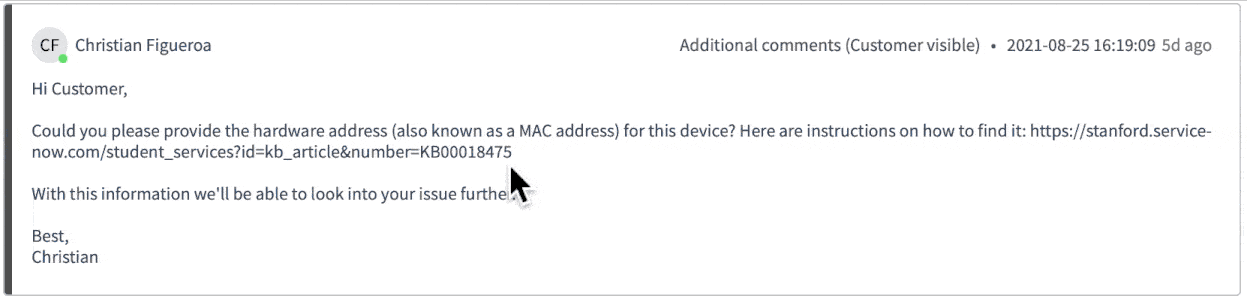 CF Christian Figueroa Additional comments (Customer visible) • 2021-08-25 16:19:09 5d ago
Hi Customer,
Could you please provide the hardware address (also known as a MAC address) for this device? Here are instructions on how to find it: https://stanford.service-
now.com/student_services?id=kb_article&number=KB00018475
With this information we'll be able to look into your issue further.
Best,
Christian